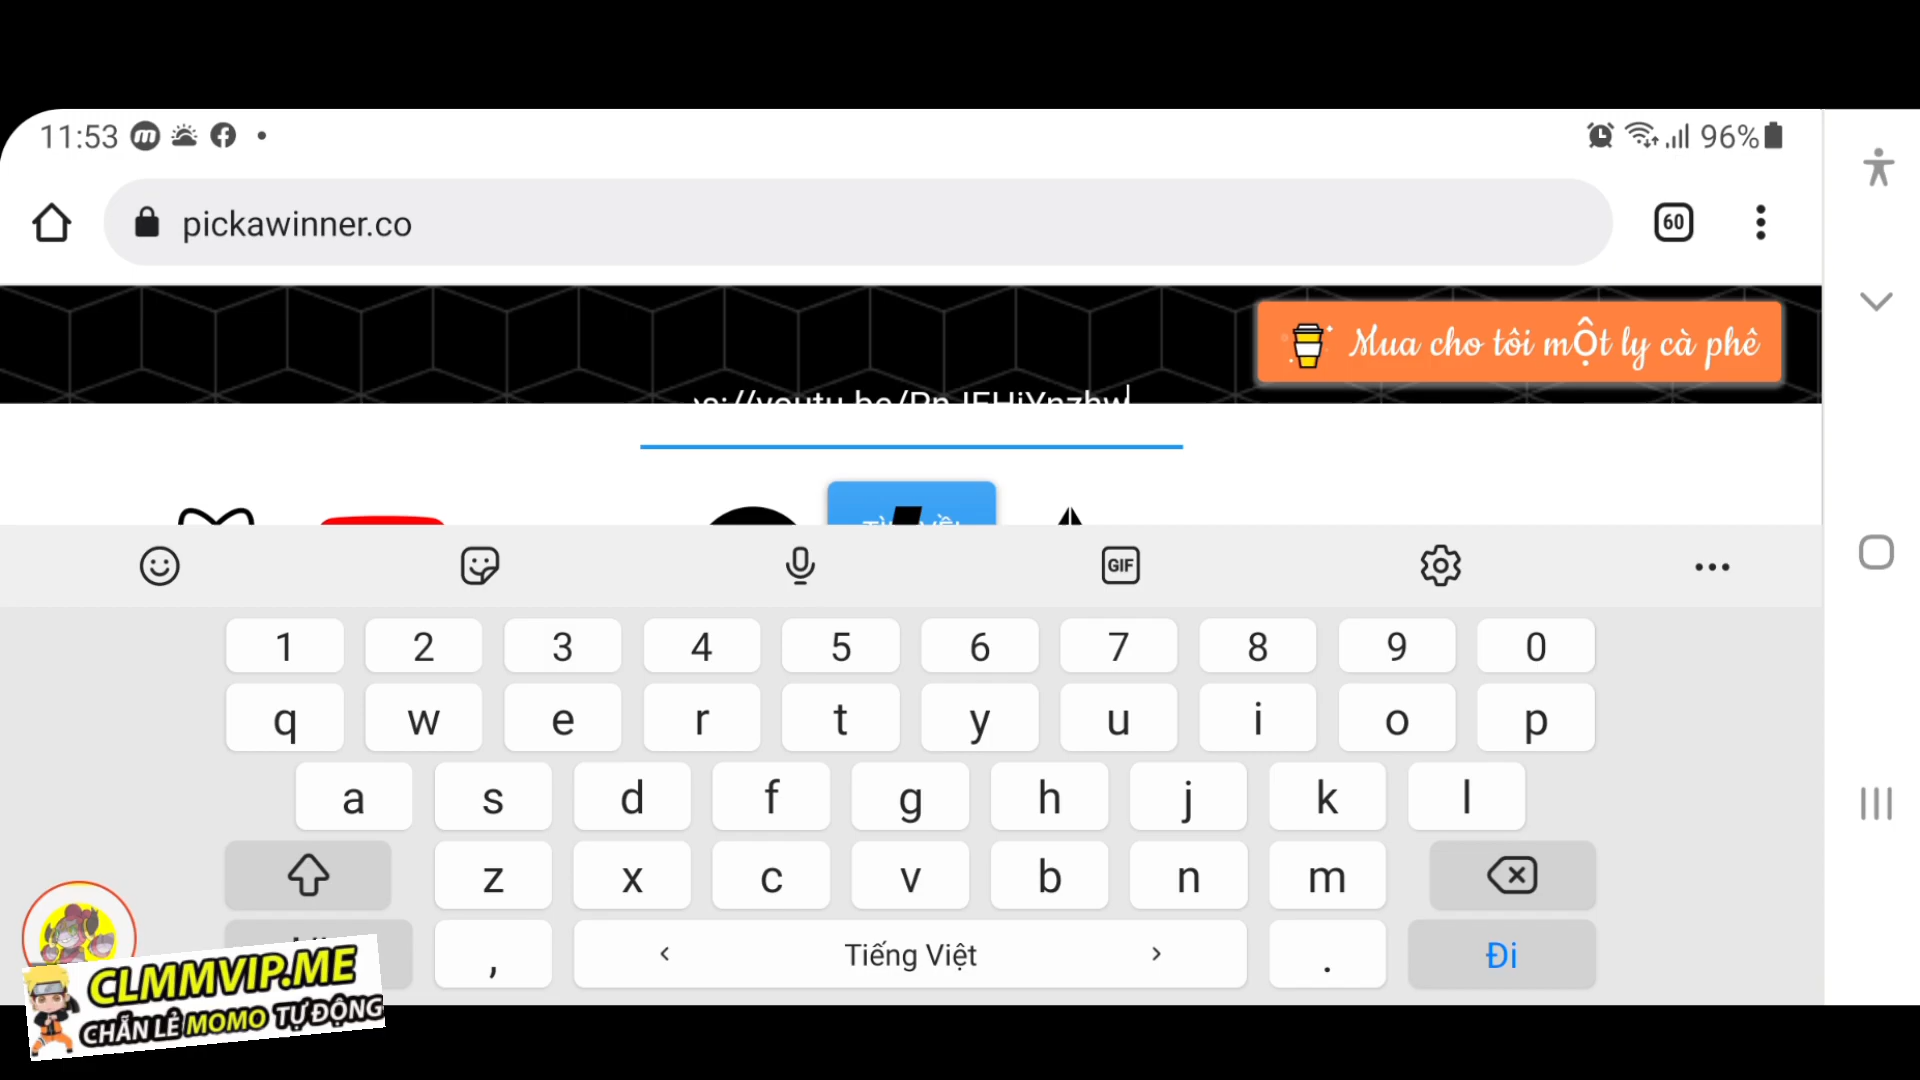 11:53
96%
pickawinner.co
60
Mua cho tôi mỘt ly cà phê
GIF
1 2 3 4 5 6 7 8 9 0
q w e r t y u i o p
a s d f g h j k l
z x c v b n m
, < Tiếng Việt > . Đi
CLMMVIP.ME
CHẴN LẺ MOMO TỰ ĐỘNG